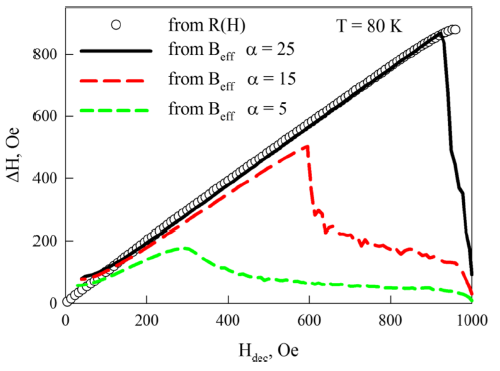 from R(H) T = 80 K
from B_eff α = 25
from B_eff α = 15
from B_eff α = 5
ΔH, Oe
800
600
400
200
0
0 200 400 600 800 1000
H_dec, Oe